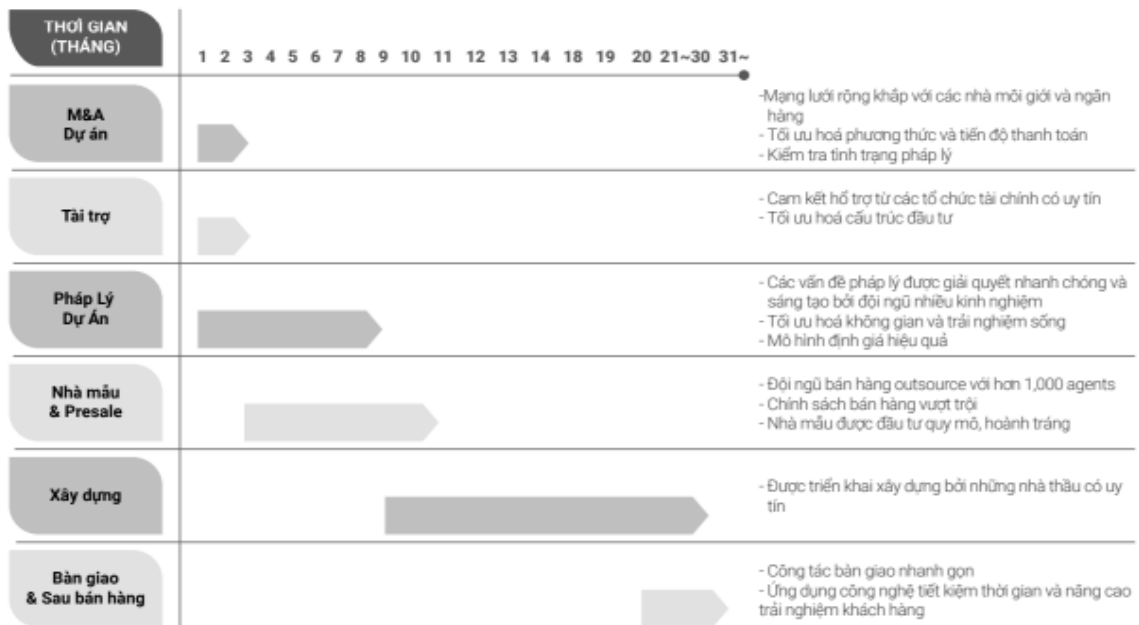 THƠÌ GIAN
(THÁNG)
1 2 3 4 5 6 7 8 9 10 11 12 13 14 18 19 20 21~30 31~
M&A
Dự án
-Mạng lưới rộng khắp với các nhà môi giới và ngân
hàng
- Tối ưu hoá phương thức và tiến độ thanh toán
- Kiểm tra tình trạng pháp lý
Tài trợ
- Cam kết hổ trợ từ các tổ chức tài chính có uy tín
- Tối ưu hoá cấu trúc đầu tư
Pháp Lý
Dự Án
- Các vấn đề pháp lý được giải quyết nhanh chóng và
sáng tạo bởi đội ngũ nhiều kinh nghiệm
- Tối ưu hoá không gian và trải nghiệm sống
- Mô hình định giá hiệu quả
Nhà mẫu
& Presale
- Đội ngũ bán hàng outsource với hơn 1,000 agents
- Chính sách bán hàng vượt trội
- Nhà mẫu được đầu tư quy mô, hoành tráng
Xây dựng
- Được triển khai xây dựng bởi những nhà thầu có uy
tín
Bàn giao
& Sau bán hàng
- Công tác bàn giao nhanh gọn
- Ứng dụng công nghệ tiết kiệm thời gian và nâng cao
trải nghiệm khách hàng